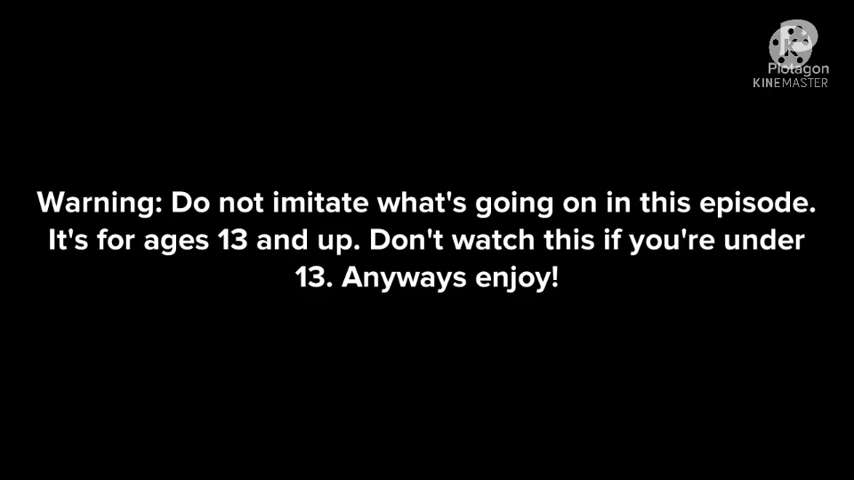 Plotagon
KINEMASTER
Warning: Do not imitate what's going on in this episode.
It's for ages 13 and up. Don't watch this if you're under
13. Anyways enjoy!